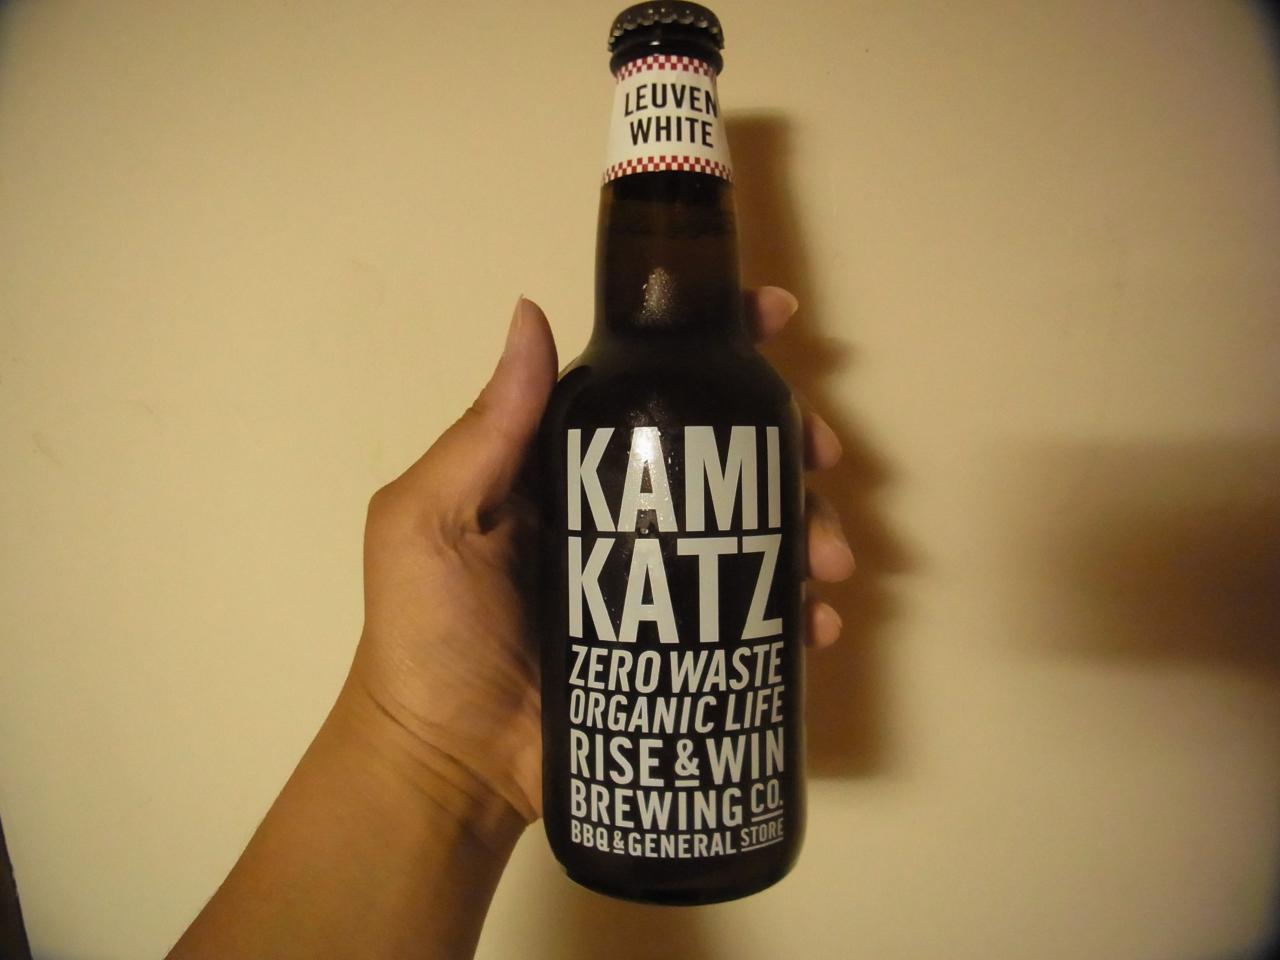 LEUVEN
WHITE
KAMI
KATZ
ZERO WASTE
ORGANIC LIFE
RISE & WIN
BREWING CO.
BBQ & GENERAL STORE